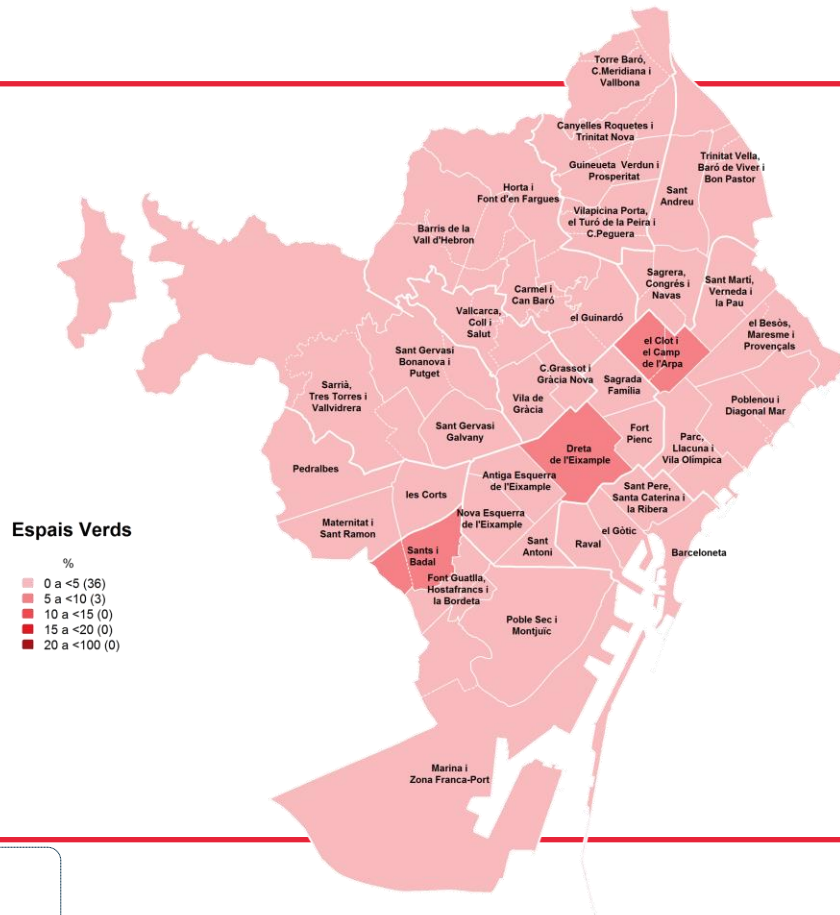 Torre Baró,
C.Meridiana i
Vallbona
Canyelles Roquetes i
Trinitat Nova
Guineueta Verdun i
Prosperitat
Trinitat Vella,
Baró de Viver i
Bon Pastor
Sant
Andreu
Horta i
Font d'en Fargues
Vilapicina Porta,
el Turó de la Peira i
C.Peguera
Barris de la
Vall d'Hebron
Sagrera,
Congrés i
Navas
Sant Martí,
Verneda i
la Pau
Carmel i
Can Baró
Vallcarca,
Coll i
Salut
el Guinardó
el Besòs,
Maresme i
Provençals
el Clot i
el Camp
de l'Arpa
Sant Gervasi
Bonanova i
Putget
C.Grassot i
Gràcia Nova
Sagrada
Família
Sarrià,
Tres Torres i
Vallvidrera
Vila de
Gràcia
Poblenou i
Diagonal Mar
Sant Gervasi
Galvany
Fort
Pienc
Parc,
Llacuna i
Vila Olímpica
Dreta
de l'Eixample
Pedralbes
Antiga Esquerra
de l'Eixample
les Corts
Sant Pere,
Santa Caterina i
la Ribera
Nova Esquerra
de l'Eixample
Maternitat i
Sant Ramon
el Gòtic
Sant
Antoni
Raval
Barceloneta
Sants i
Badal
Font Guatlla,
Hostafrancs i
la Bordeta
Poble Sec i
Montjuïc
Marina i
Zona Franca-Port
Espais Verds
%
0 a <5 (36)
5 a <10 (3)
10 a <15 (0)
15 a <20 (0)
20 a <100 (0)